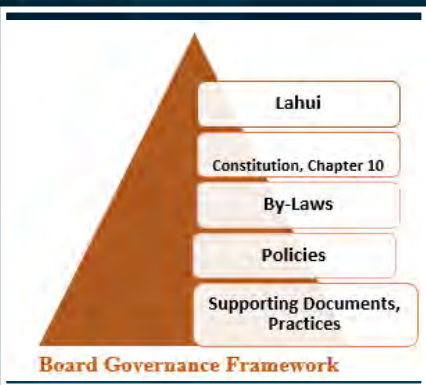 Lahui
Constitution, Chapter 10
By-Laws
Policies
Supporting Documents,
Practices
Board Governance Framework